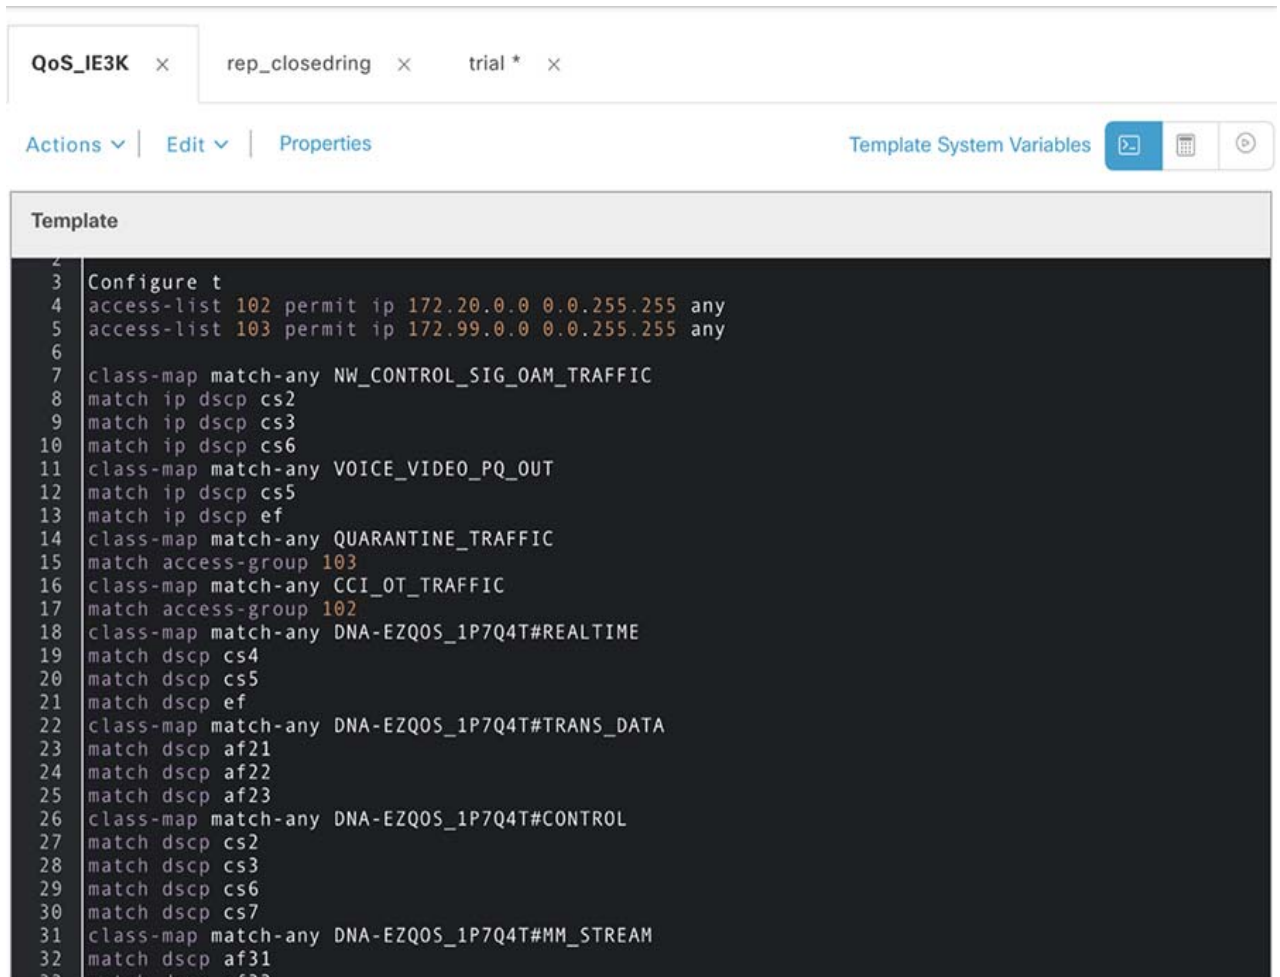 QoS_IE3K × rep_closedring × trial * ×
Actions Edit Properties Template System Variables
Template
2
3 Configure t
4 access-list 102 permit ip 172.20.0.0 0.0.255.255 any
5 access-list 103 permit ip 172.99.0.0 0.0.255.255 any
6
7 class-map match-any NW_CONTROL_SIG_OAM_TRAFFIC
8 match ip dscp cs2
9 match ip dscp cs3
10 match ip dscp cs6
11 class-map match-any VOICE_VIDEO_PQ_OUT
12 match ip dscp cs5
13 match ip dscp ef
14 class-map match-any QUARANTINE_TRAFFIC
15 match access-group 103
16 class-map match-any CCI_OT_TRAFFIC
17 match access-group 102
18 class-map match-any DNA-EZQOS_1P7Q4T#REALTIME
19 match dscp cs4
20 match dscp cs5
21 match dscp ef
22 class-map match-any DNA-EZQOS_1P7Q4T#TRANS_DATA
23 match dscp af21
24 match dscp af22
25 match dscp af23
26 class-map match-any DNA-EZQOS_1P7Q4T#CONTROL
27 match dscp cs2
28 match dscp cs3
29 match dscp cs6
30 match dscp cs7
31 class-map match-any DNA-EZQOS_1P7Q4T#MM_STREAM
32 match dscp af31